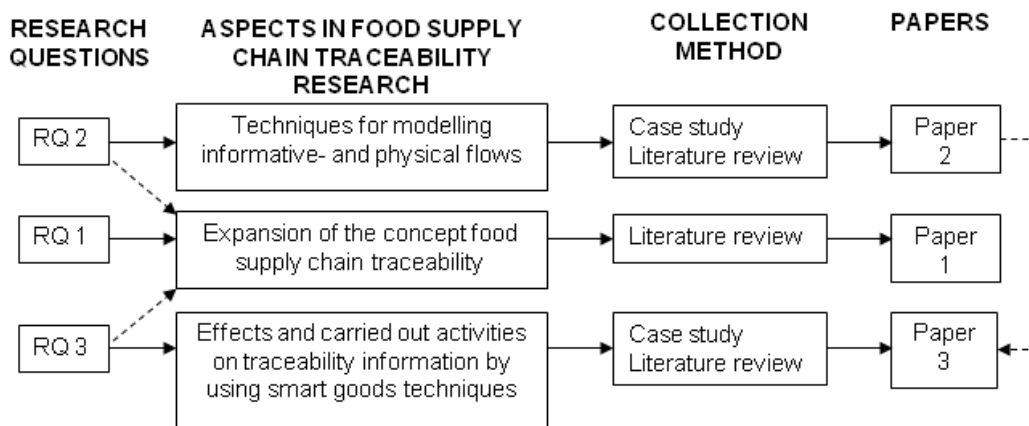 RESEARCH
QUESTIONS
ASPECTS IN FOOD SUPPLY
CHAIN TRACEABILITY
RESEARCH
COLLECTION
METHOD
PAPERS
RQ 2
Techniques for modelling
informative- and physical flows
Case study
Literature review
Paper
2
RQ 1
Expansion of the concept food
supply chain traceability
Literature review
Paper
1
RQ 3
Effects and carried out activities
on traceability information by
using smart goods techniques
Case study
Literature review
Paper
3